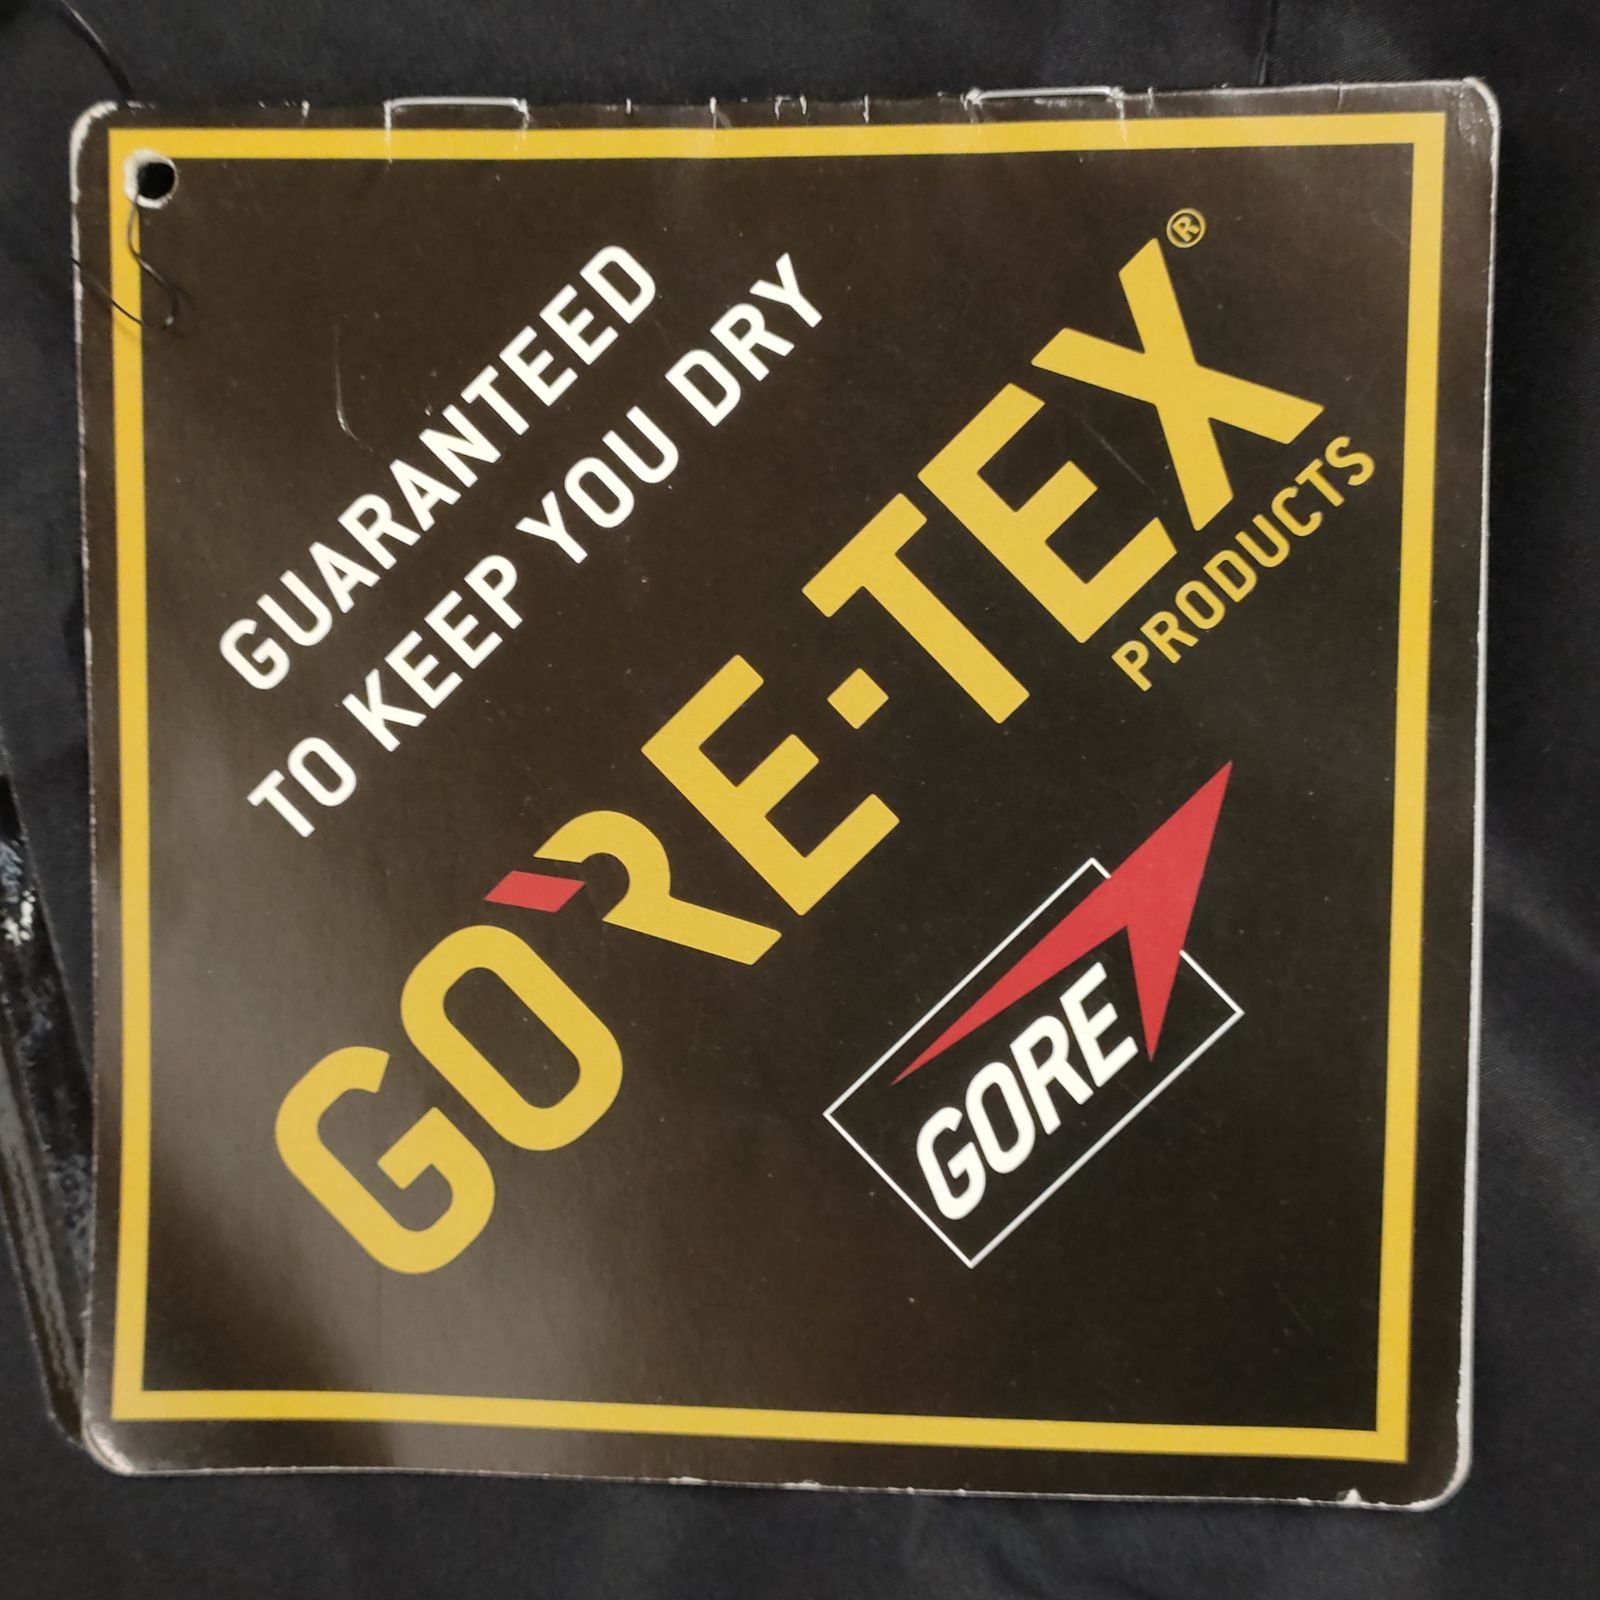 GUARANTEED
TO KEEP YOU DRY
GORE-TEX®
PRODUCTS
GORE